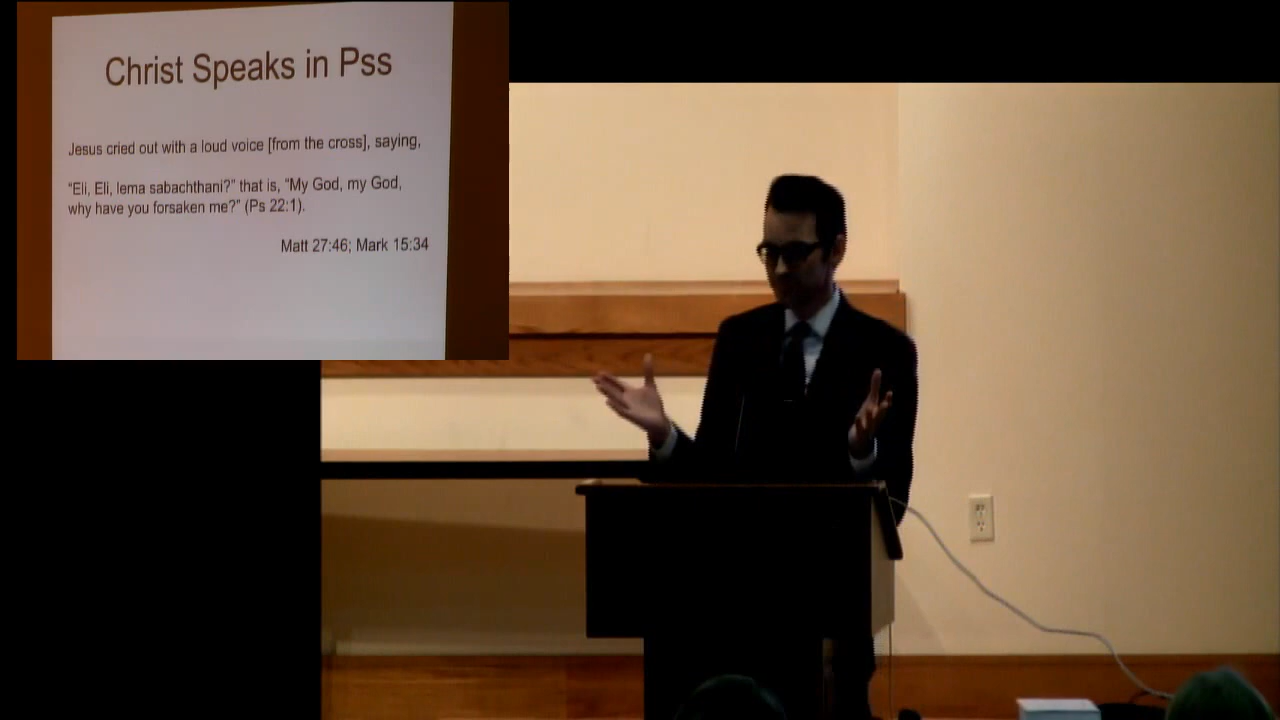 Christ Speaks in Pss
Jesus cried out with a loud voice [from the cross], saying,
“Eli, Eli, lema sabachthani?” that is, “My God, my God,
why have you forsaken me?” (Ps 22:1).
Matt 27:46; Mark 15:34